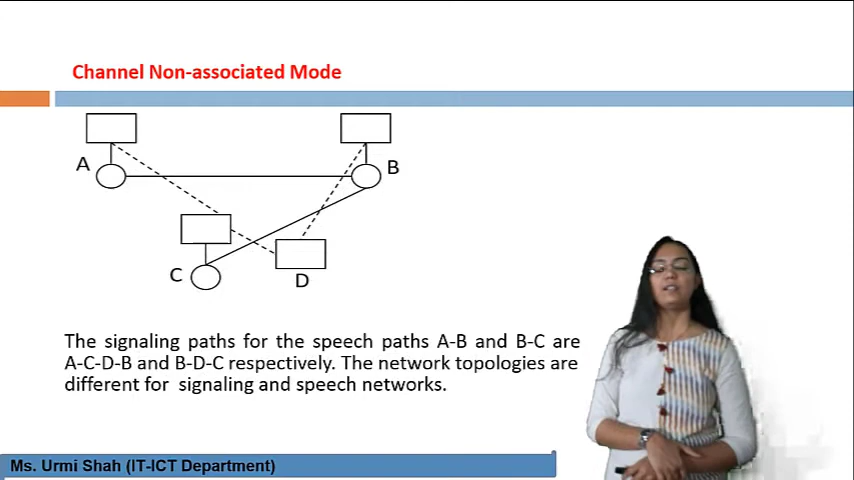 Channel Non-associated Mode
A
B
C
D
The signaling paths for the speech paths A-B and B-C are
A-C-D-B and B-D-C respectively. The network topologies are
different for signaling and speech networks.
Ms. Urmi Shah (IT-ICT Department)